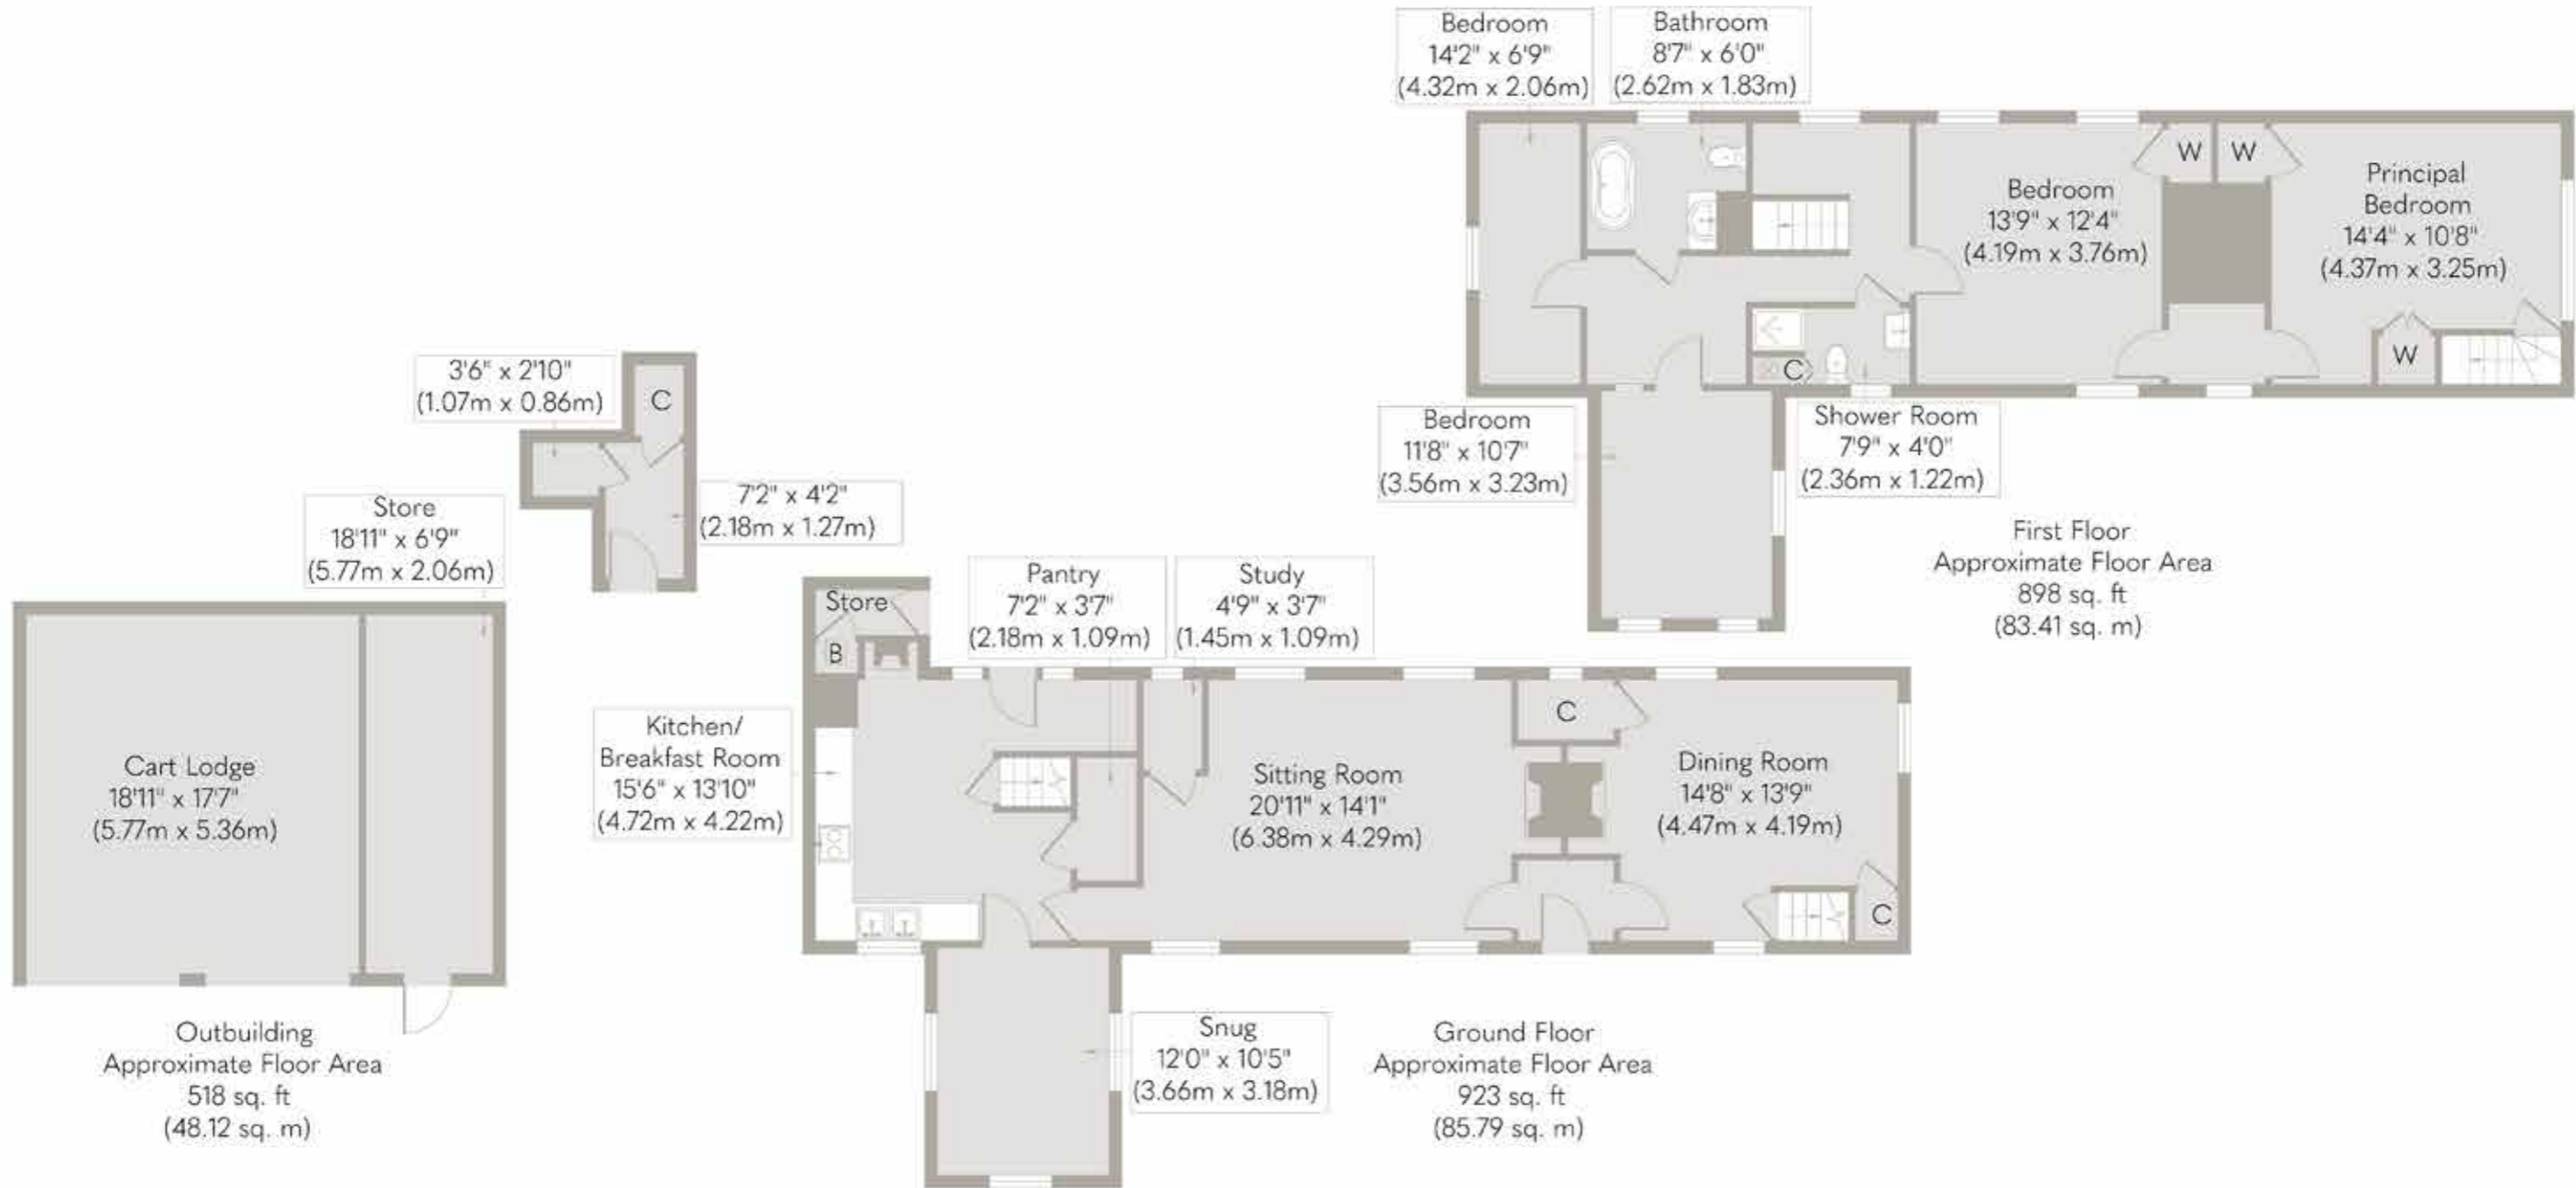 Bedroom
14'2" x 6'9"
(4.32m x 2.06m)
Bathroom
8'7" x 6'0"
(2.62m x 1.83m)
W
W
Bedroom
13'9" x 12'4"
(4.19m x 3.76m)
Principal
Bedroom
14'4" x 10'8"
(4.37m x 3.25m)
W
C
Bedroom
11'8" x 10'7"
(3.56m x 3.23m)
Shower Room
7'9" x 4'0"
(2.36m x 1.22m)
First Floor
Approximate Floor Area
898 sq. ft
(83.41 sq. m)
3'6" x 2'10"
(1.07m x 0.86m)
C
7'2" x 4'2"
(2.18m x 1.27m)
Store
18'11" x 6'9"
(5.77m x 2.06m)
Cart Lodge
18'11" x 17'7"
(5.77m x 5.36m)
Outbuilding
Approximate Floor Area
518 sq. ft
(48.12 sq. m)
Store
B
Pantry
7'2" x 3'7"
(2.18m x 1.09m)
Study
4'9" x 3'7"
(1.45m x 1.09m)
Kitchen/
Breakfast Room
15'6" x 13'10"
(4.72m x 4.22m)
Sitting Room
20'11" x 14'1"
(6.38m x 4.29m)
C
Dining Room
14'8" x 13'9"
(4.47m x 4.19m)
C
Snug
12'0" x 10'5"
(3.66m x 3.18m)
Ground Floor
Approximate Floor Area
923 sq. ft
(85.79 sq. m)